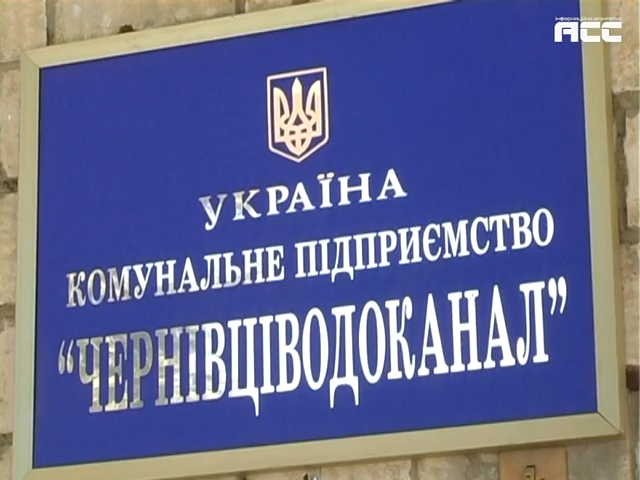 АСС
УКРАЇНА
КОМУНАЛЬНЕ ПІДПРИЄМСТВО
“ЧЕРНІВЦІВОДОКАНАЛ”